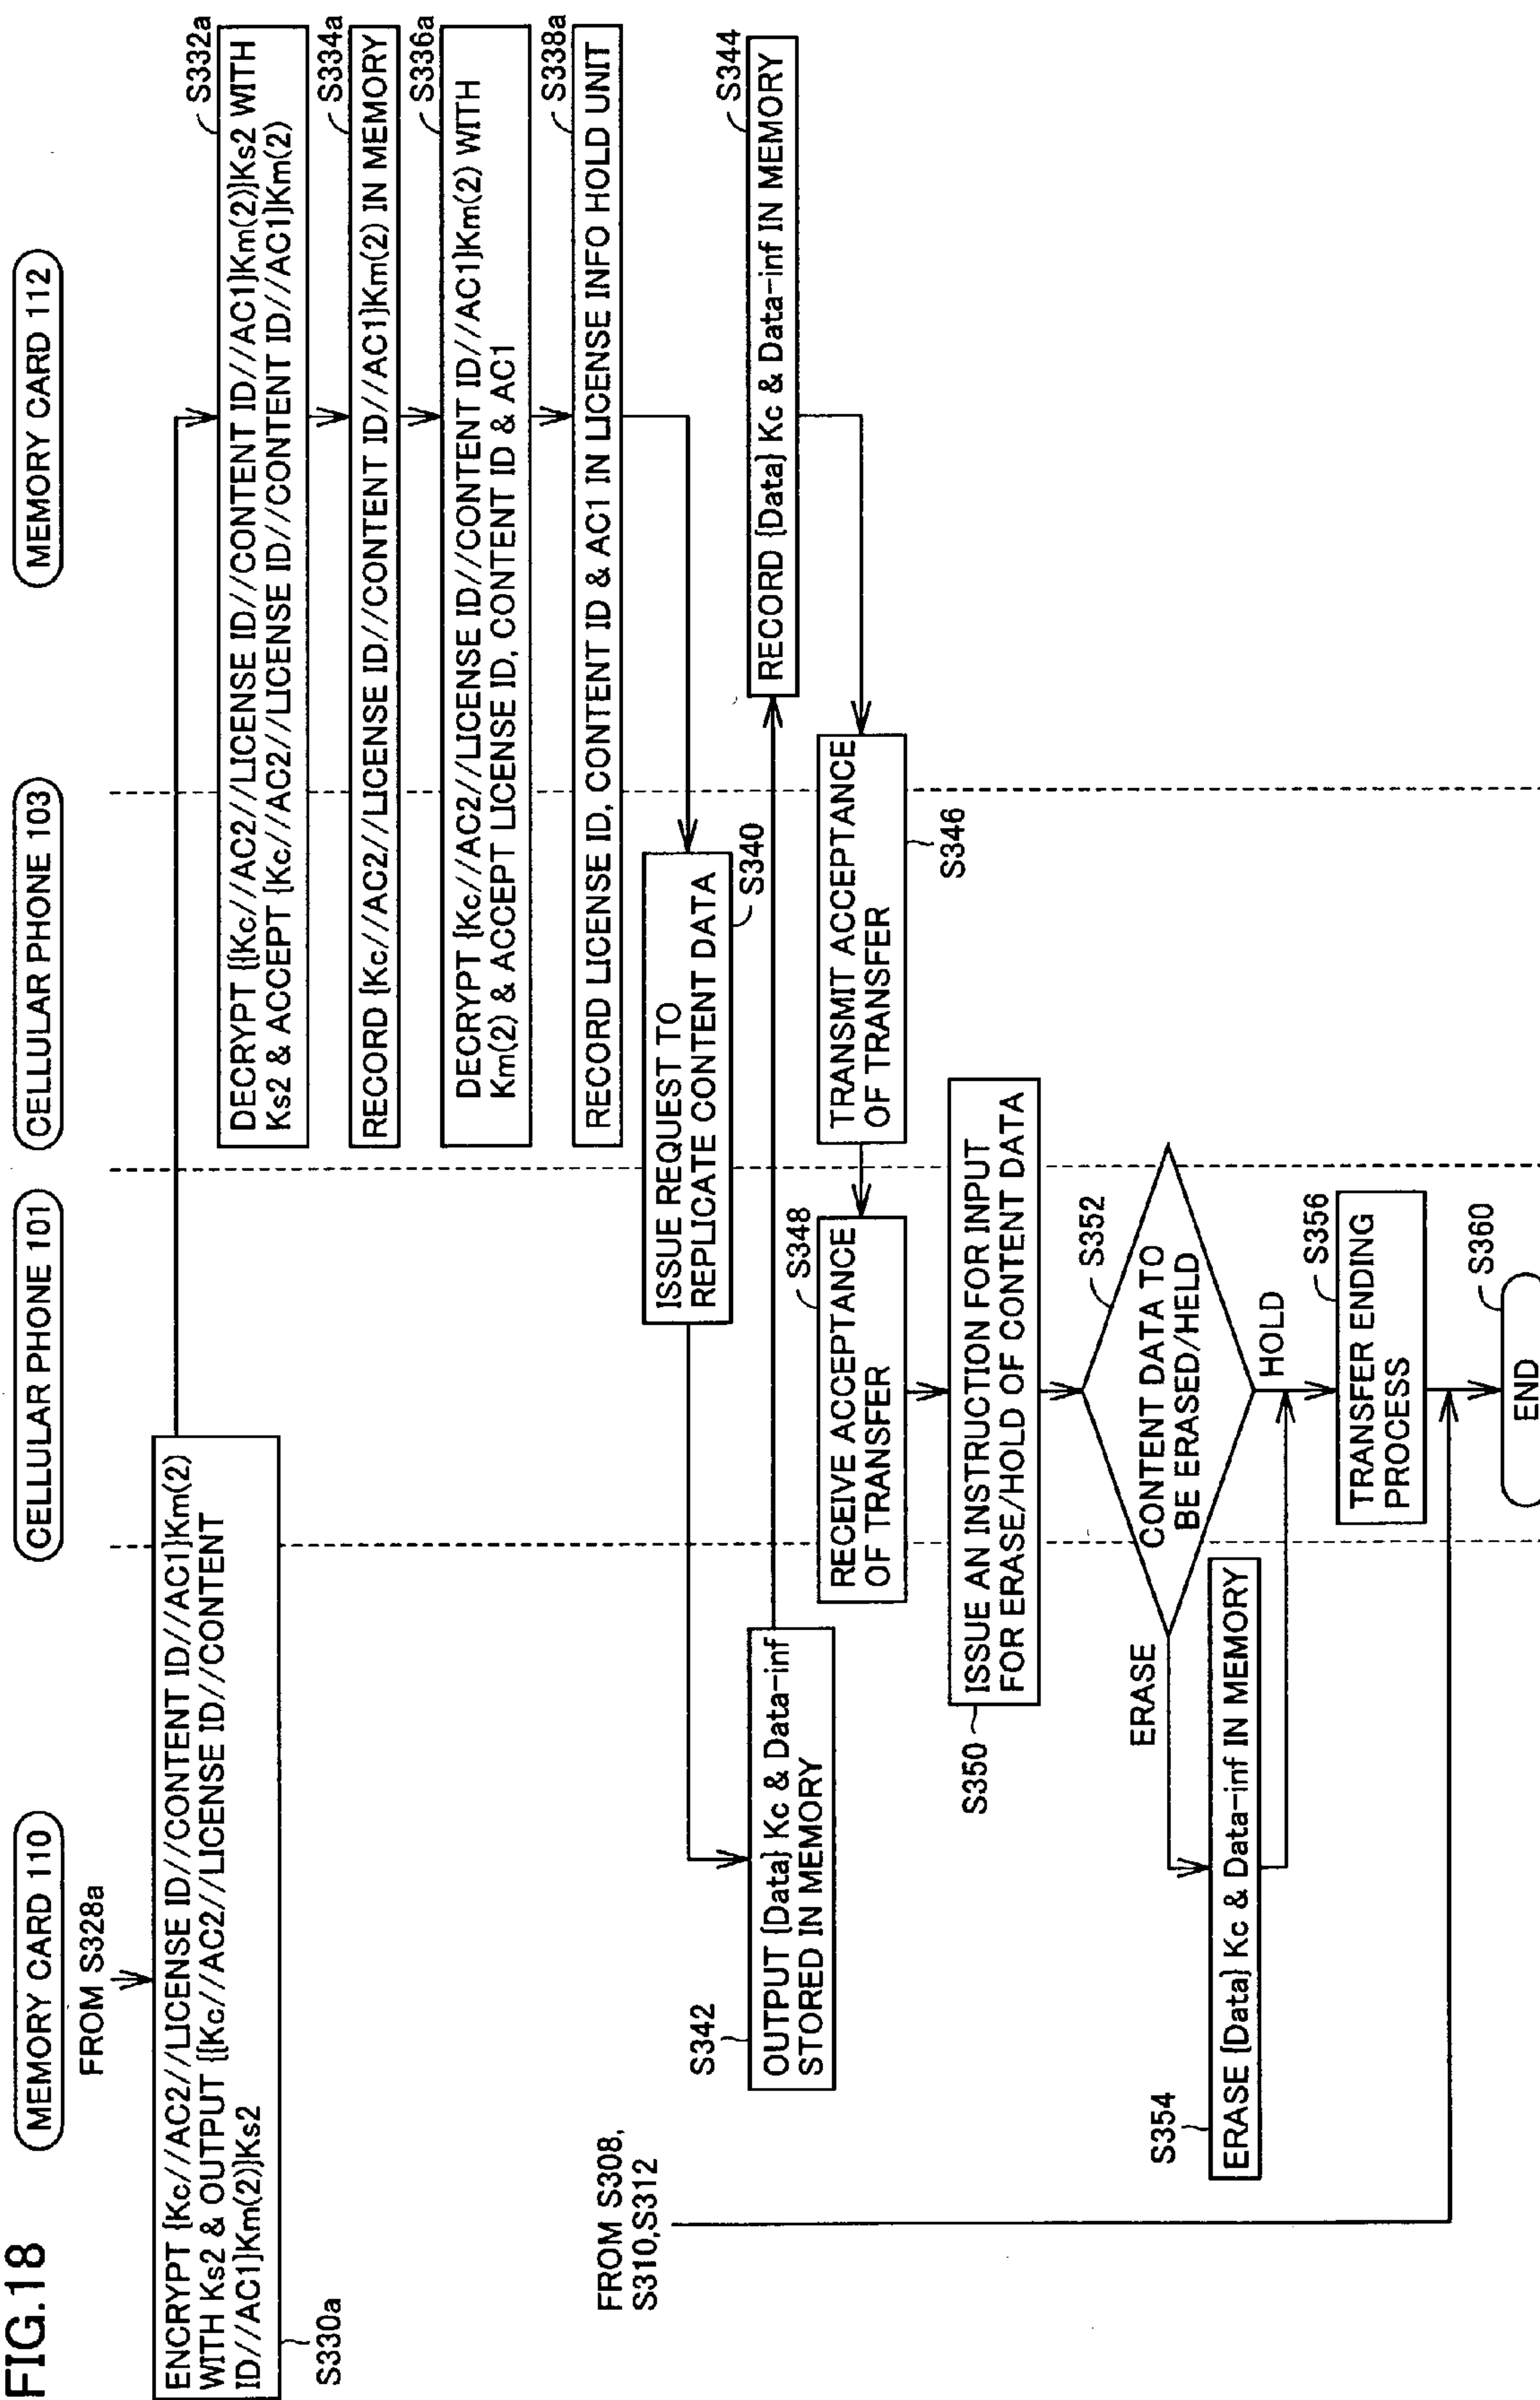 FIG.18
MEMORY CARD 110
CELLULAR PHONE 101
CELLULAR PHONE 103
MEMORY CARD 112
FROM S328a
ENCRYPT {Kc//AC2//LICENSE ID//CONTENT ID//AC1}Km(2)
WITH Ks2 & OUTPUT {{Kc//AC2//LICENSE ID//CONTENT
ID//AC1}Km(2)}Ks2
S330a
S332a
DECRYPT {{Kc//AC2//LICENSE ID//CONTENT ID//AC1}Km(2)}Ks2 WITH
Ks2 & ACCEPT {Kc//AC2//LICENSE ID//CONTENT ID//AC1}Km(2)
S334a
RECORD {Kc//AC2//LICENSE ID//CONTENT ID//AC1}Km(2) IN MEMORY
S336a
DECRYPT {Kc//AC2//LICENSE ID//CONTENT ID//AC1}Km(2) WITH
Km(2) & ACCEPT LICENSE ID, CONTENT ID & AC1
S338a
RECORD LICENSE ID, CONTENT ID & AC1 IN LICENSE INFO HOLD UNIT
ISSUE REQUEST TO
REPLICATE CONTENT DATA
S340
S342
OUTPUT {Data} Kc & Data-inf
STORED IN MEMORY
S344
RECORD {Data} Kc & Data-inf IN MEMORY
TRANSMIT ACCEPTANCE
OF TRANSFER
S346
S348
RECEIVE ACCEPTANCE
OF TRANSFER
S350
ISSUE AN INSTRUCTION FOR INPUT
FOR ERASE/HOLD OF CONTENT DATA
S352
CONTENT DATA TO
BE ERASED/HELD
ERASE
HOLD
S354
ERASE {Data} Kc & Data-inf IN MEMORY
S356
TRANSFER ENDING
PROCESS
FROM S308,
S310,S312
S360
END